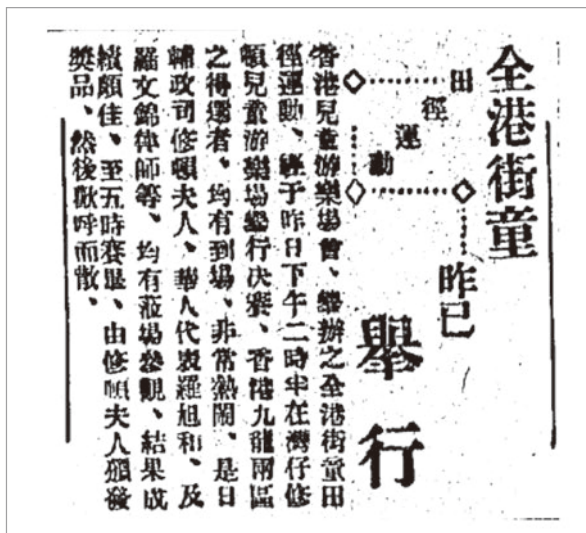 全港街童
田徑運動
昨已
舉行
香港兒童游樂場會、舉辦之全港街童田
徑運動、經于昨日下午二時半在灣仔修
頓兒童游樂場舉行决賽、香港九龍兩區
之得選者、均有到場、非常熱鬧、是日
輔政司修頓夫人、華人代表羅旭和、及
羅文錦律師等、均有蒞場參觀、結果成
績頗佳、至五時賽畢、由修頓夫人頒發
獎品、然後歡呼而散、